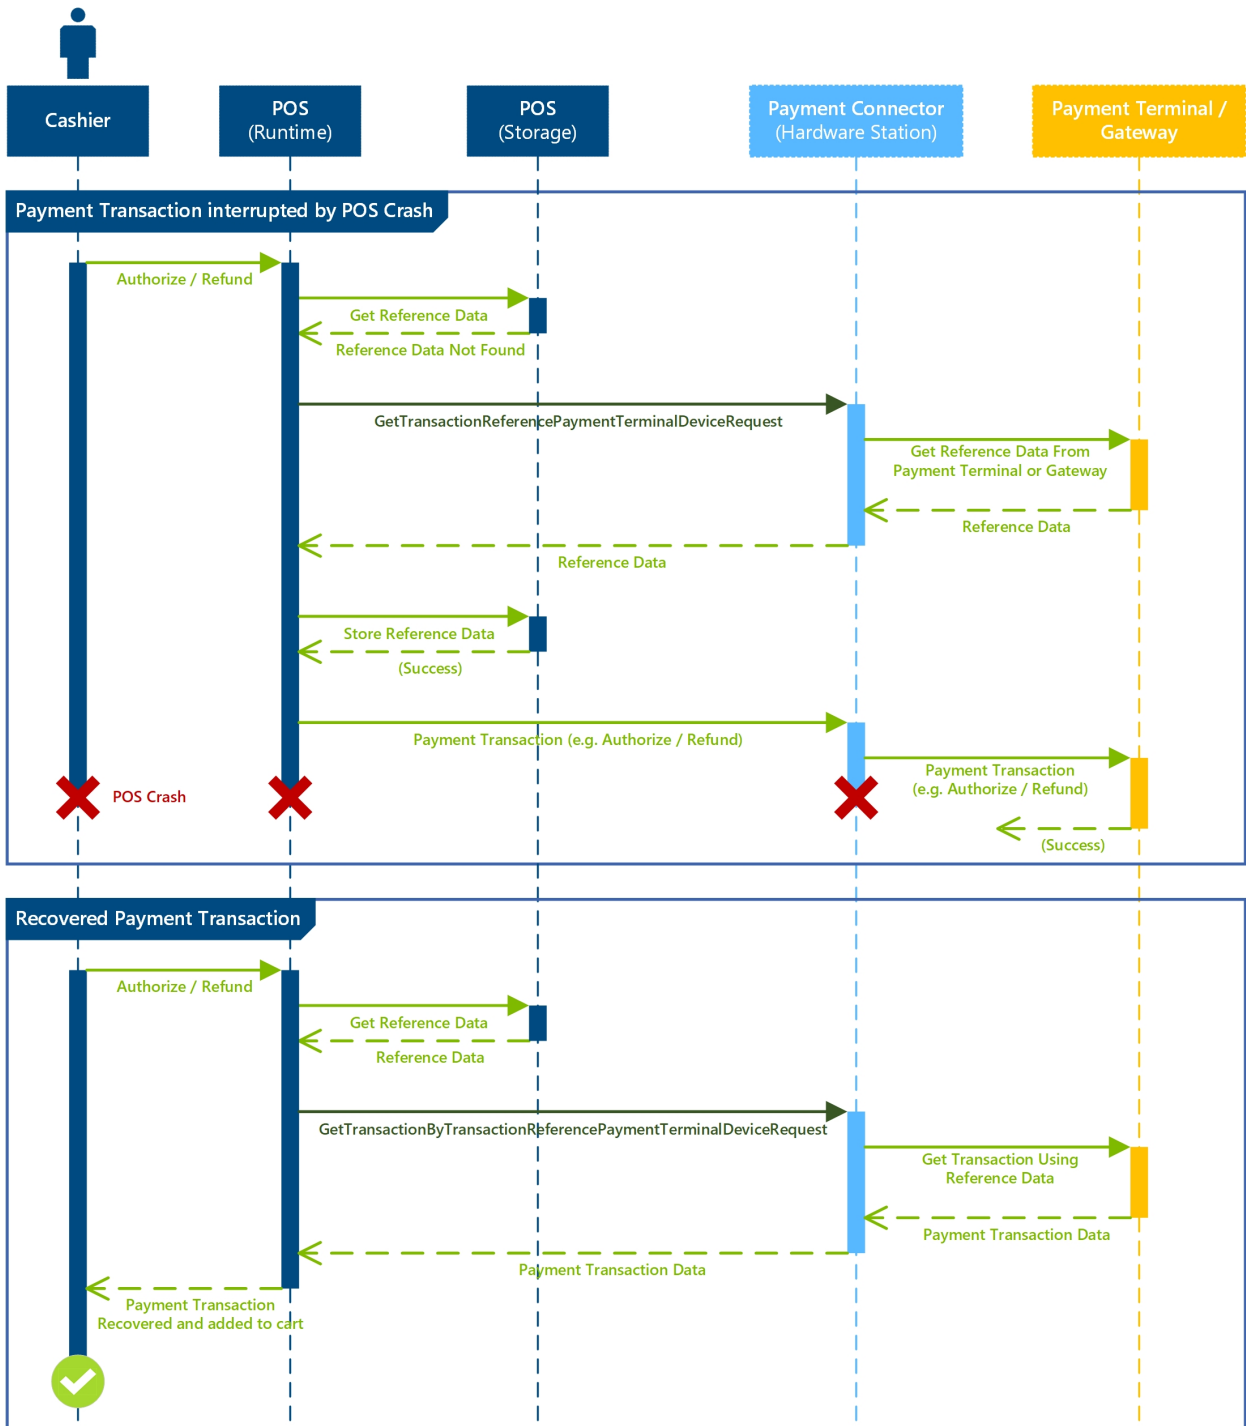 Cashier
POS
(Runtime)
POS
(Storage)
Payment Connector
(Hardware Station)
Payment Terminal /
Gateway
Payment Transaction interrupted by POS Crash
Authorize / Refund
Get Reference Data
Reference Data Not Found
GetTransactionReferencePaymentTerminalDeviceRequest
Get Reference Data From
Payment Terminal or Gateway
Reference Data
Reference Data
Store Reference Data
(Success)
Payment Transaction (e.g. Authorize / Refund)
Payment Transaction
(e.g. Authorize / Refund)
POS Crash
(Success)
Recovered Payment Transaction
Authorize / Refund
Get Reference Data
Reference Data
GetTransactionByTransactionReferencePaymentTerminalDeviceRequest
Get Transaction Using
Reference Data
Payment Transaction Data
Payment Transaction Data
Payment Transaction
Recovered and added to cart